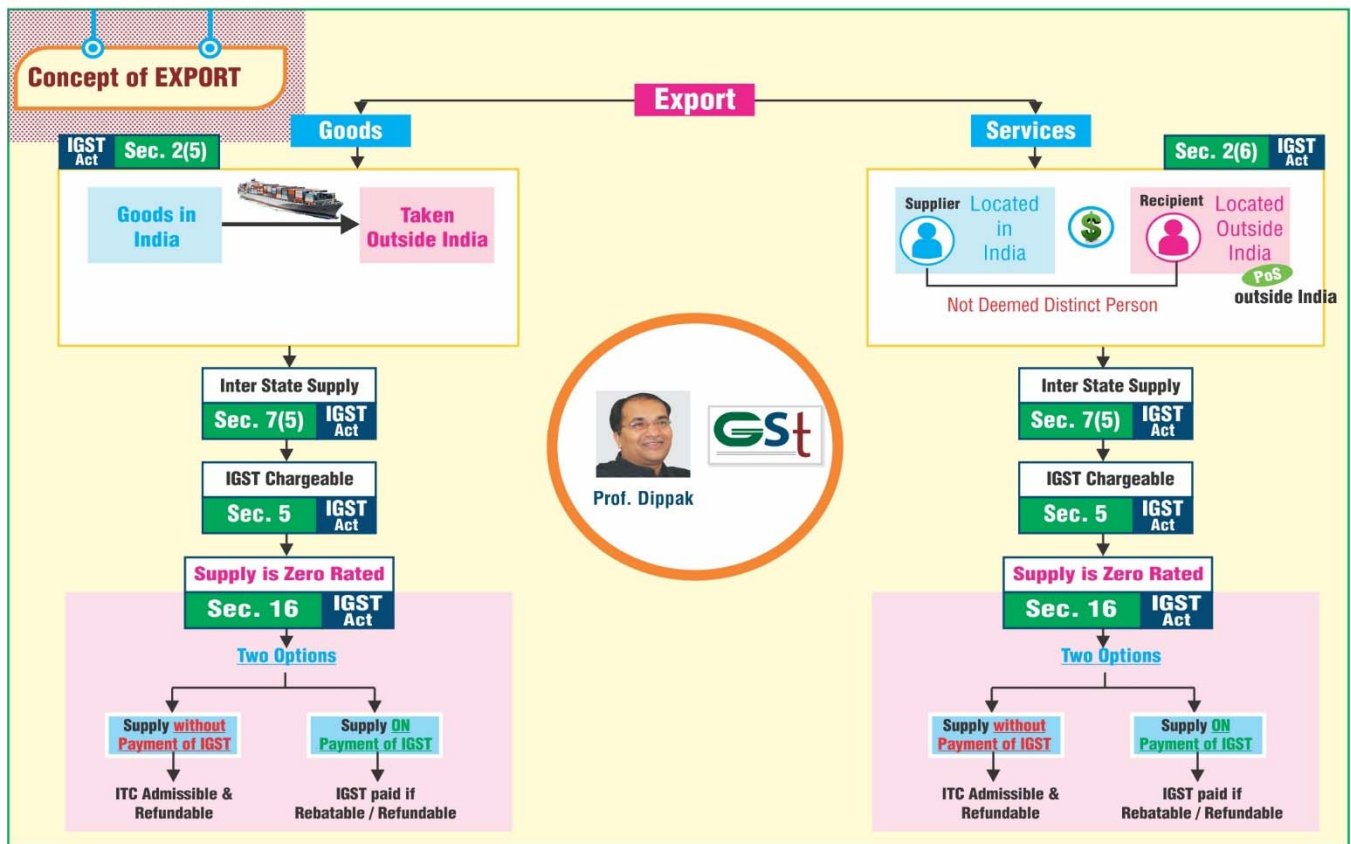 Concept of EXPORT
Export
Goods
Services
IGST
Act
Sec. 2(5)
Sec. 2(6)
IGST
Act
Goods in
India
Taken
Outside India
Supplier
Located
in
India
$
Recipient
Located
Outside
India
PoS
outside India
Not Deemed Distinct Person
Inter State Supply
Sec. 7(5)
IGST
Act
IGST Chargeable
Sec. 5
IGST
Act
Supply is Zero Rated
Sec. 16
IGST
Act
Two Options
Supply without
Payment of IGST
Supply ON
Payment of IGST
ITC Admissible &
Refundable
IGST paid if
Rebatable / Refundable
Prof. Dippak
GSt
Inter State Supply
Sec. 7(5)
IGST
Act
IGST Chargeable
Sec. 5
IGST
Act
Supply is Zero Rated
Sec. 16
IGST
Act
Two Options
Supply without
Payment of IGST
Supply ON
Payment of IGST
ITC Admissible &
Refundable
IGST paid if
Rebatable / Refundable